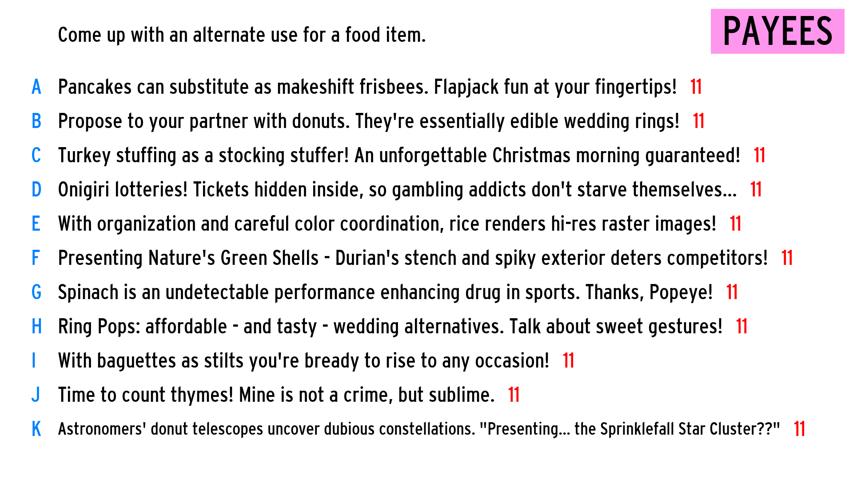 Come up with an alternate use for a food item.
PAYEES
A Pancakes can substitute as makeshift frisbees. Flapjack fun at your fingertips! 11
B Propose to your partner with donuts. They're essentially edible wedding rings! 11
C Turkey stuffing as a stocking stuffer! An unforgettable Christmas morning guaranteed! 11
D Onigiri lotteries! Tickets hidden inside, so gambling addicts don't starve themselves... 11
E With organization and careful color coordination, rice renders hi-res raster images! 11
F Presenting Nature's Green Shells - Durian's stench and spiky exterior deters competitors! 11
G Spinach is an undetectable performance enhancing drug in sports. Thanks, Popeye! 11
H Ring Pops: affordable - and tasty - wedding alternatives. Talk about sweet gestures! 11
I With baguettes as stilts you're bready to rise to any occasion! 11
J Time to count thymes! Mine is not a crime, but sublime. 11
K Astronomers' donut telescopes uncover dubious constellations. "Presenting... the Sprinklefall Star Cluster??" 11